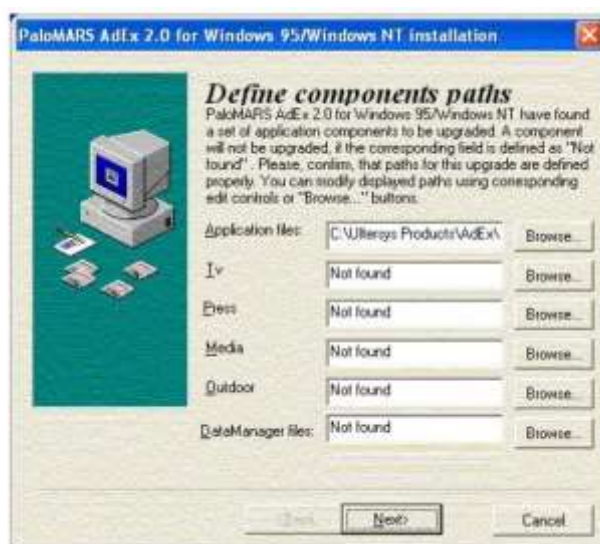 PaloMARS AdEx 2.0 for Windows 95/Windows NT installation
Define components paths
PaloMARS AdEx 2.0 for Windows 95/Windows NT have found
a set of application components to be upgraded. A component
will not be upgraded, if the corresponding field is defined as "Not
found" . Please, confirm, that paths for this upgrade are defined
properly. You can modify displayed paths using corresponding
edit controls or "Browse..." buttons.
Application files: C:\Ultersys Products\AdEx\ Browse...
Tv Not found Browse...
Press Not found Browse...
Media Not found Browse...
Outdoor Not found Browse...
DataManager files: Not found Browse...
Next> Cancel